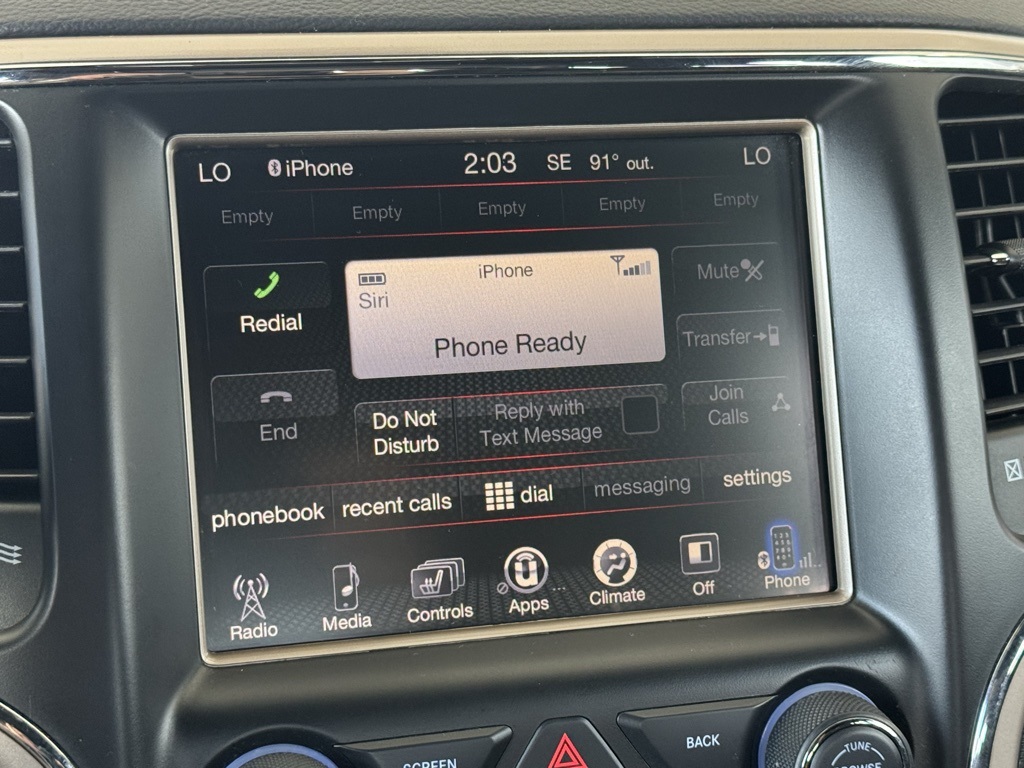 LO iPhone 2:03 SE 91° out. LO
Empty Empty Empty Empty Empty
iPhone
Siri
Phone Ready
Redial
End
Mute
Transfer
Join
Calls
Do Not
Disturb
Reply with
Text Message
phonebook recent calls dial messaging settings
Radio Media Controls Apps Climate Off Phone
SCREEN
BACK
TUNE
BROWSE